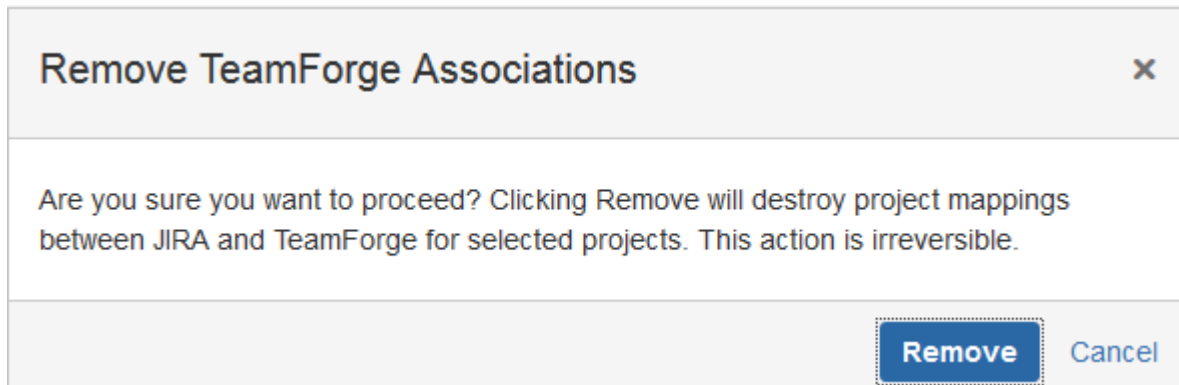 Remove TeamForge Associations
Are you sure you want to proceed? Clicking Remove will destroy project mappings
between JIRA and TeamForge for selected projects. This action is irreversible.
Remove Cancel